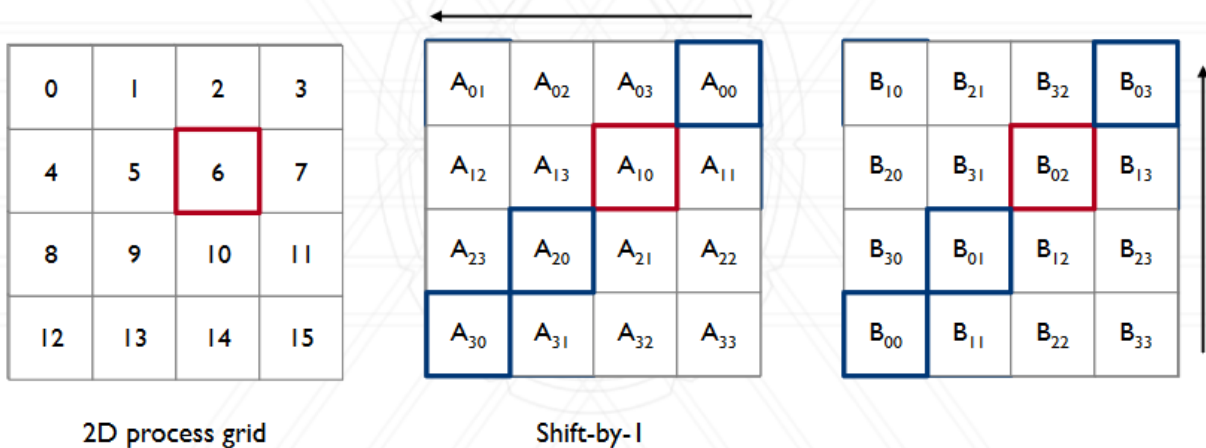 0 1 2 3 A₀₁ A₀₂ A₀₃ A₀₀ B₁₀ B₂₁ B₃₂ B₀₃
4 5 6 7 A₁₂ A₁₃ A₁₀ A₁₁ B₂₀ B₃₁ B₀₂ B₁₃
8 9 10 11 A₂₃ A₂₀ A₂₁ A₂₂ B₃₀ B₀₁ B₁₂ B₂₃
12 13 14 15 A₃₀ A₃₁ A₃₂ A₃₃ B₀₀ B₁₁ B₂₂ B₃₃
2D process grid Shift-by-1